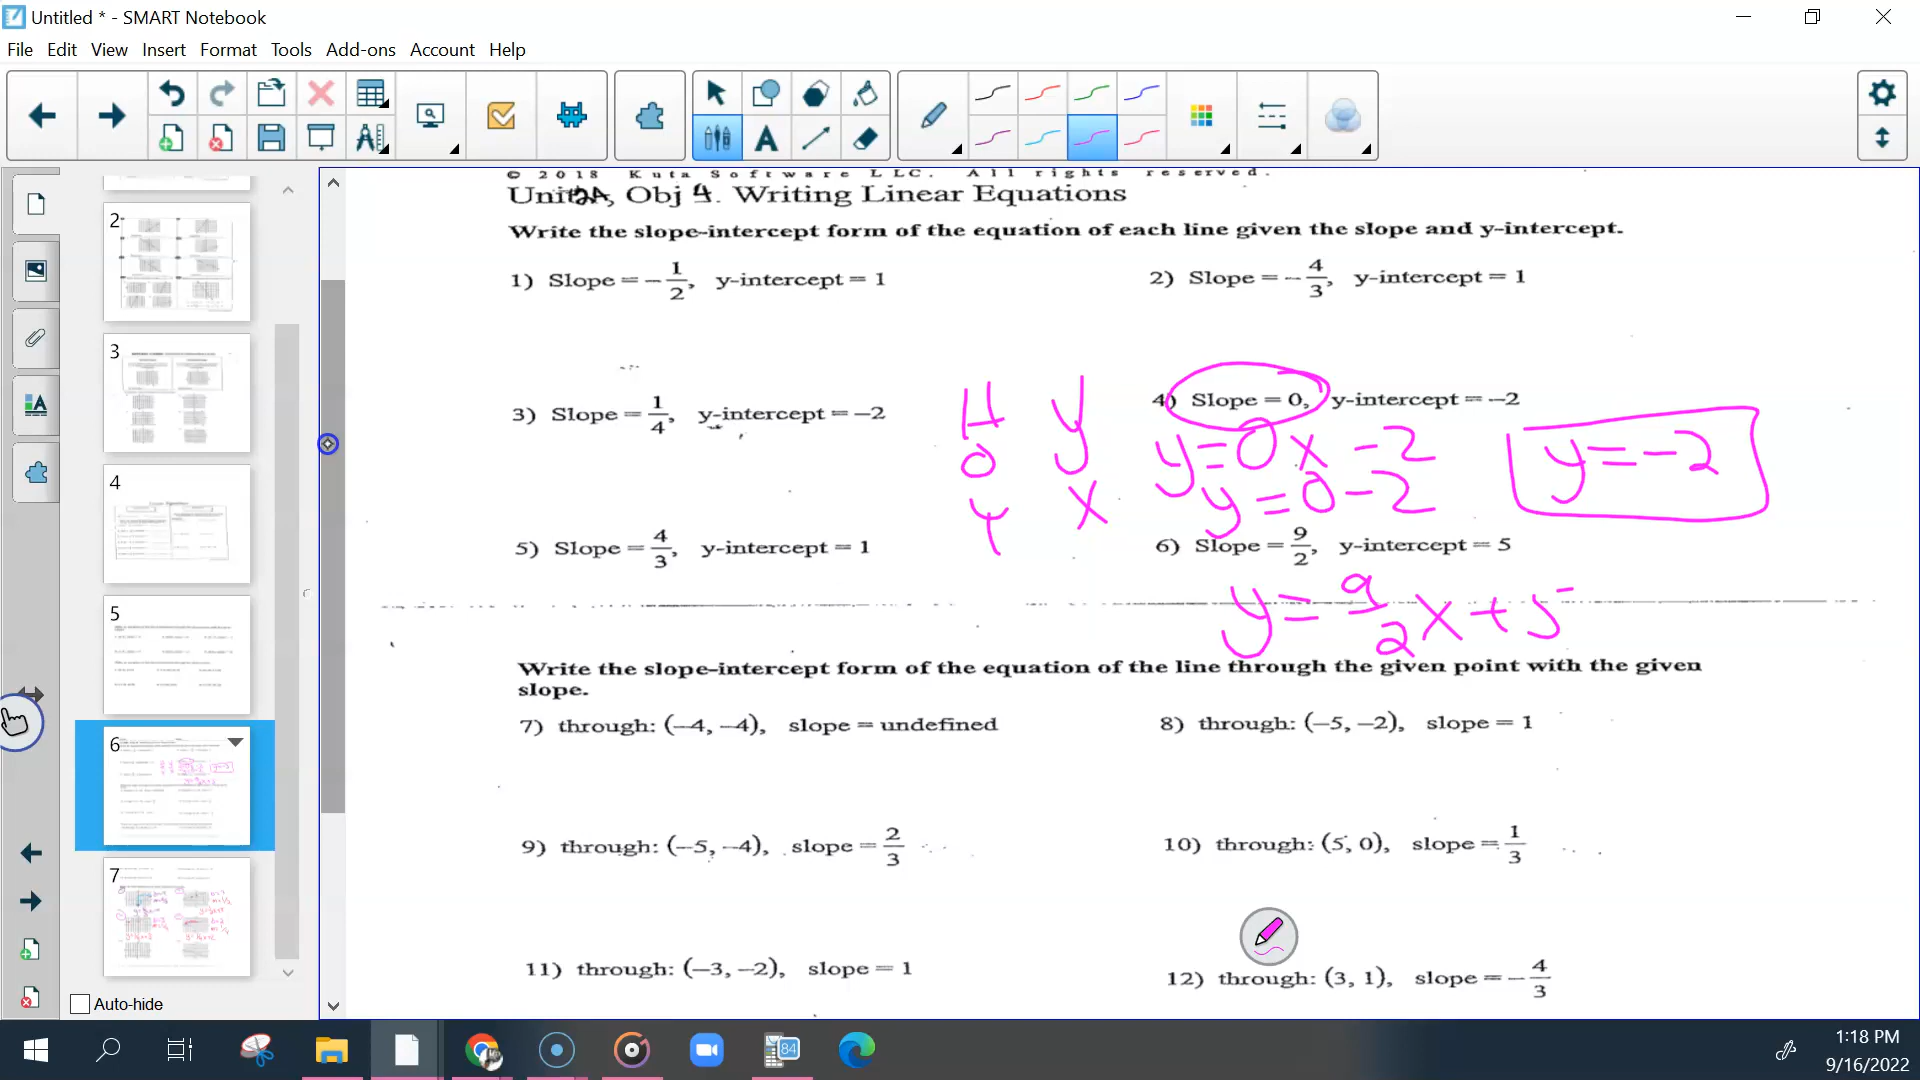 Untitled * - SMART Notebook
File Edit View Insert Format Tools Add-ons Account Help
© 2018 Kuta Software LLC. All rights reserved.
Unit 2A, Obj 4. Writing Linear Equations
Write the slope-intercept form of the equation of each line given the slope and y-intercept.
1) Slope = -1/2, y-intercept = 1
2) Slope = -4/3, y-intercept = 1
3) Slope = 1/4, y-intercept = -2
4) Slope = 0, y-intercept = -2
H O Y
y x
y=0x-2
y=0-2
y=-2
5) Slope = 4/3, y-intercept = 1
6) Slope = 9/2, y-intercept = 5
y=9/2x+5
Write the slope-intercept form of the equation of the line through the given point with the given
slope.
7) through: (-4, -4), slope = undefined
8) through: (-5, -2), slope = 1
9) through: (-5, -4), slope = 2/3
10) through: (5, 0), slope = 1/3
11) through: (-3, -2), slope = 1
12) through: (3, 1), slope = -4/3
2
3
4
5
6
7
Auto-hide
84
1:18 PM
9/16/2022